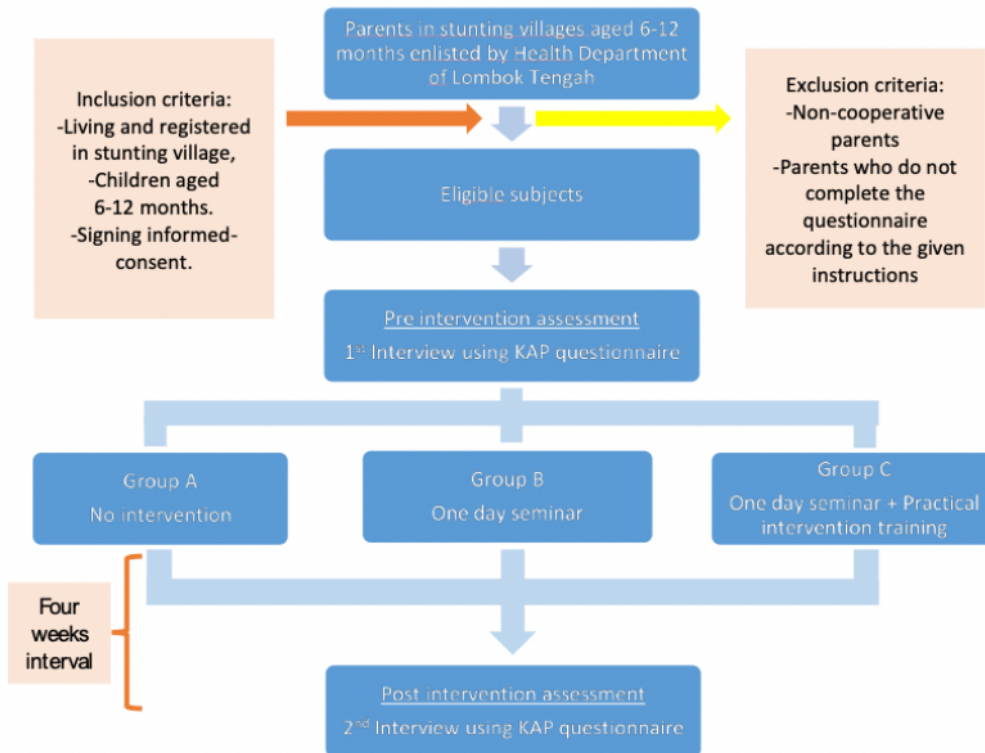 Parents in stunting villages aged 6-12
months enlisted by Health Department
of Lombok Tengah
Inclusion criteria:
-Living and registered
in stunting village,
-Children aged
6-12 months.
-Signing informed-
consent.
Exclusion criteria:
-Non-cooperative
parents
-Parents who do not
complete the
questionnaire
according to the given
instructions
Eligible subjects
Pre intervention assessment
1st Interview using KAP questionnaire
Group A
No intervention
Group B
One day seminar
Group C
One day seminar + Practical
intervention training
Four
weeks
interval
Post intervention assessment
2nd Interview using KAP questionnaire